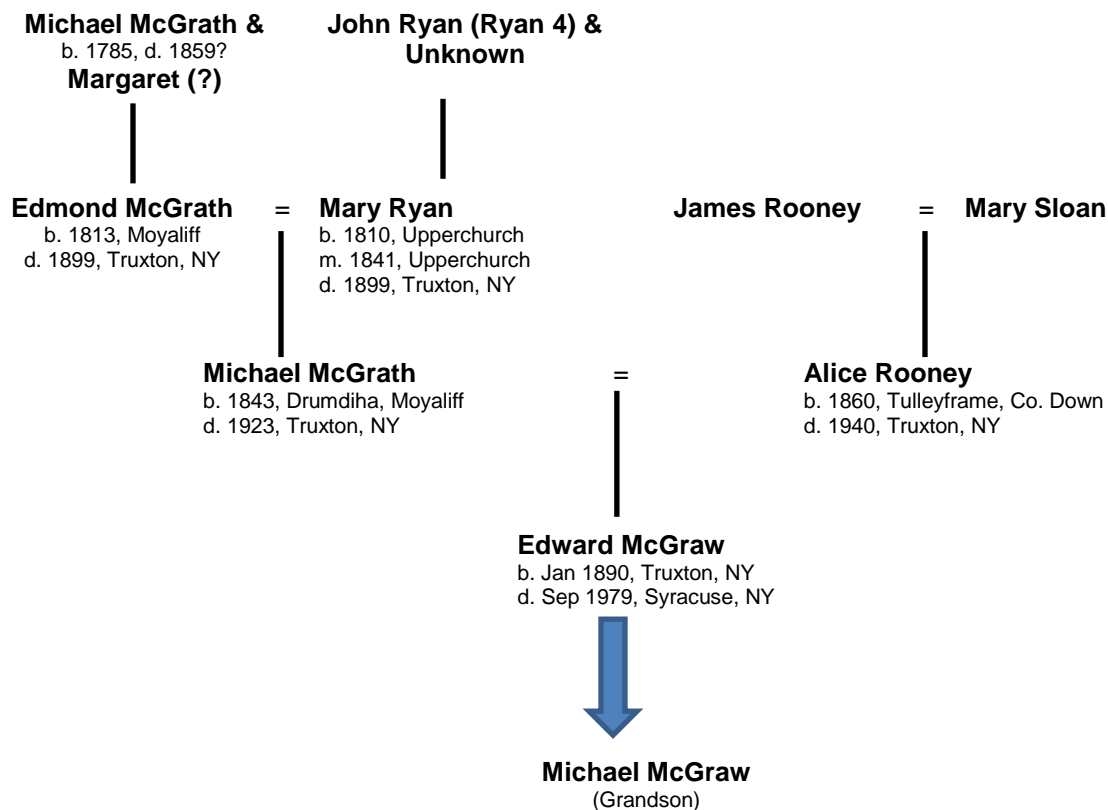 Michael McGrath &
b. 1785, d. 1859?
Margaret (?)
John Ryan (Ryan 4) &
Unknown
Edmond McGrath
b. 1813, Moyaliff
d. 1899, Truxton, NY
=
Mary Ryan
b. 1810, Upperchurch
m. 1841, Upperchurch
d. 1899, Truxton, NY
James Rooney
=
Mary Sloan
Michael McGrath
b. 1843, Drumdiha, Moyaliff
d. 1923, Truxton, NY
=
Alice Rooney
b. 1860, Tulleyframe, Co. Down
d. 1940, Truxton, NY
Edward McGraw
b. Jan 1890, Truxton, NY
d. Sep 1979, Syracuse, NY
Michael McGraw
(Grandson)